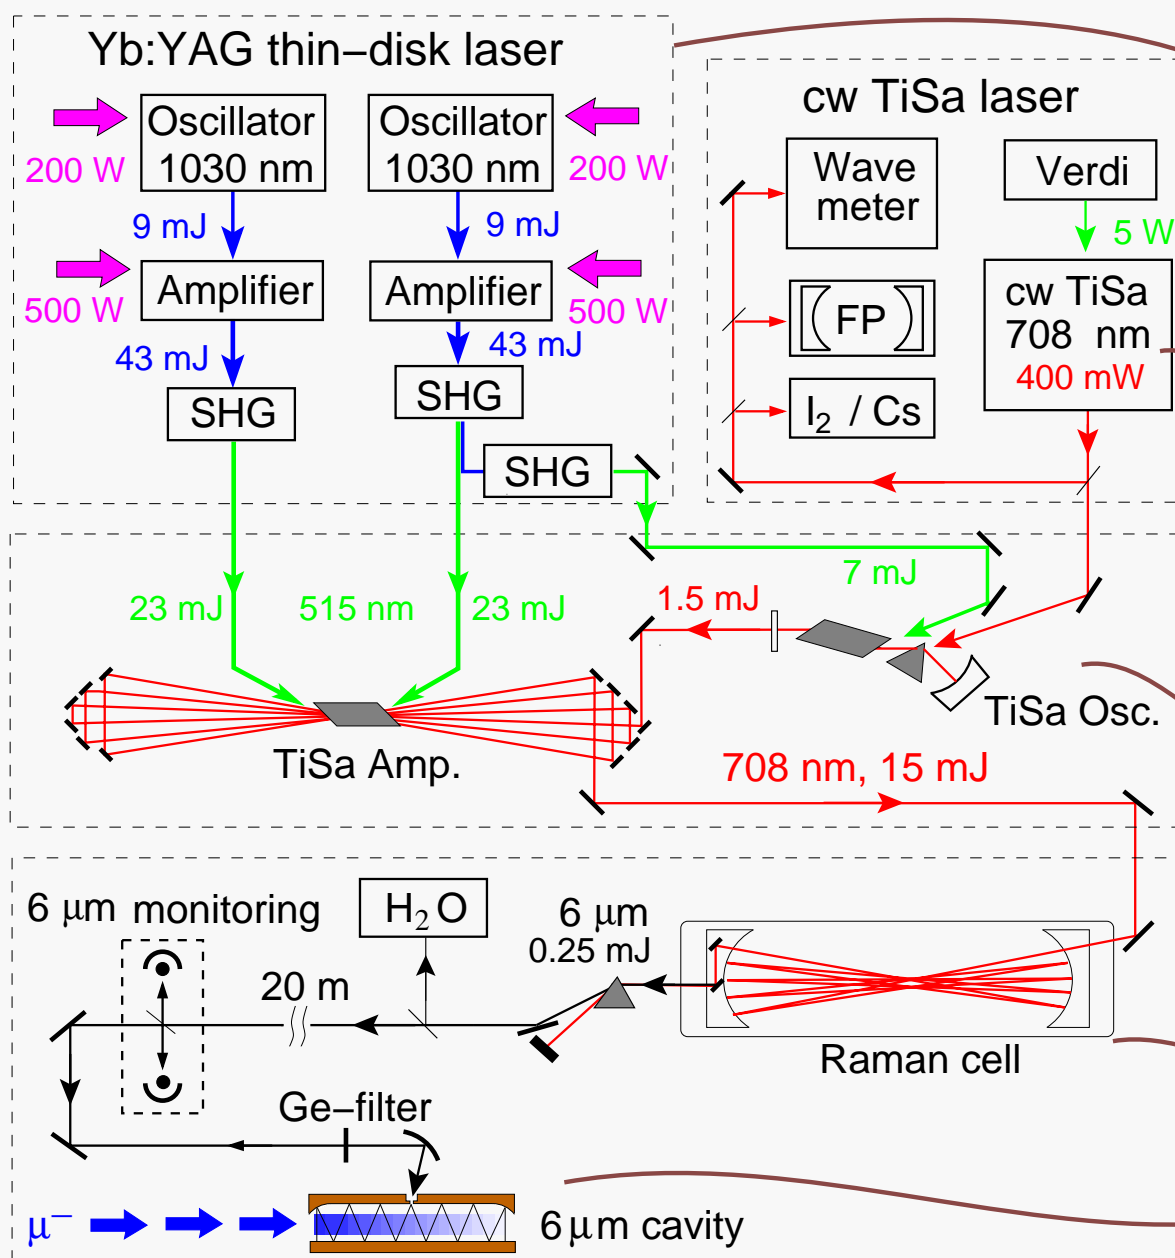 Yb:YAG thin−disk laser
Oscillator
1030 nm
Oscillator
1030 nm
200 W
200 W
9 mJ
9 mJ
Amplifier
Amplifier
500 W
500 W
43 mJ
43 mJ
SHG
SHG
SHG
cw TiSa laser
Wave
meter
Verdi
5 W
FP
cw TiSa
708 nm
400 mW
I₂ / Cs
23 mJ
515 nm
23 mJ
7 mJ
1.5 mJ
TiSa Osc.
TiSa Amp.
708 nm, 15 mJ
6 μm monitoring
H₂O
6 μm
0.25 mJ
20 m
Raman cell
Ge−filter
μ⁻
6 μm cavity